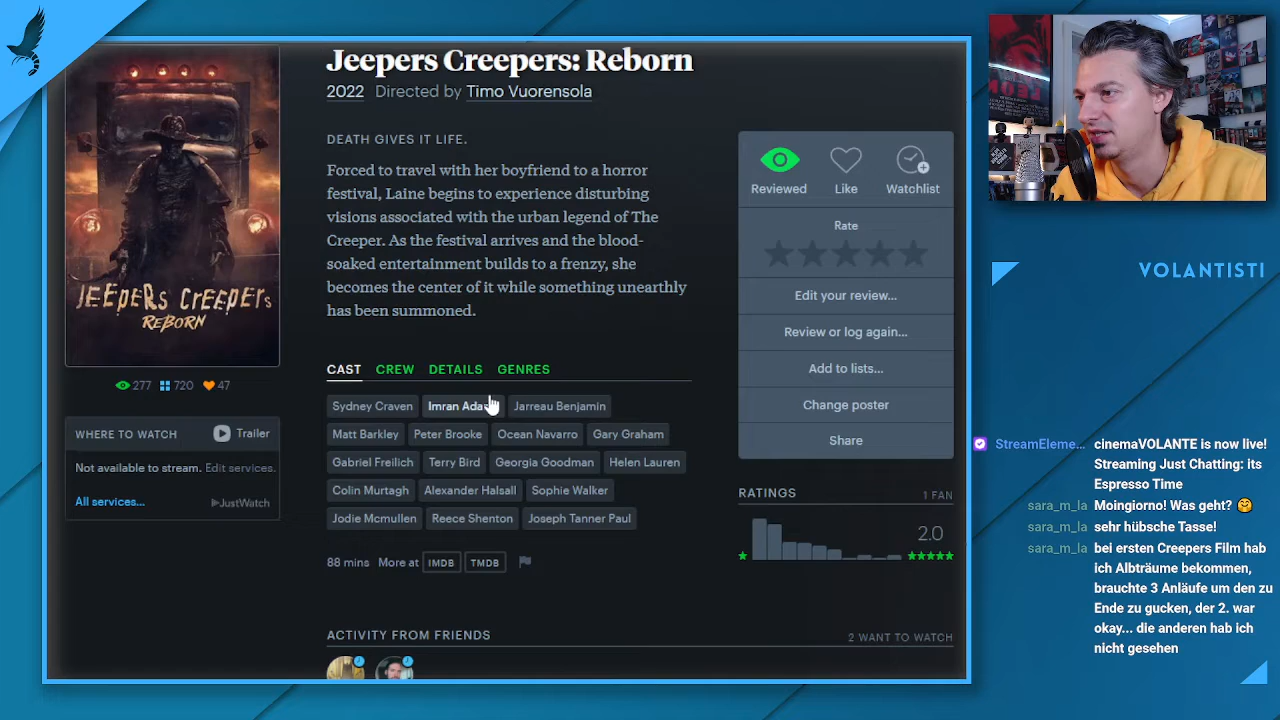 Jeepers Creepers: Reborn
2022 Directed by Timo Vuorensola
DEATH GIVES IT LIFE.
Forced to travel with her boyfriend to a horror
festival, Laine begins to experience disturbing
visions associated with the urban legend of The
Creeper. As the festival arrives and the blood-
soaked entertainment builds to a frenzy, she
becomes the center of it while something unearthly
has been summoned.
JEEPERS CREEPERS
REBORN
277 720 47
WHERE TO WATCH Trailer
Not available to stream. Edit services.
All services... JustWatch
CAST CREW DETAILS GENRES
Sydney Craven Imran Jarreau Benjamin
Matt Barkley Peter Brooke Ocean Navarro Gary Graham
Gabriel Freilich Terry Bird Georgia Goodman Helen Lauren
Colin Murtagh Alexander Halsall Sophie Walker
Jodie Mcmullen Reece Shenton Joseph Tanner Paul
88 mins More at IMDB TMDB
ACTIVITY FROM FRIENDS 2 WANT TO WATCH
Reviewed Like Watchlist
Rate
Edit your review...
Review or log again...
Add to lists...
Change poster
Share
RATINGS 1 FAN
2.0
VOLANTISTI
StreamEleme... cinemaVOLANTE is now live!
Streaming Just Chatting: its
Espresso Time
sara_m_la Moingiorno! Was geht?
sara_m_la sehr hübsche Tasse!
sara_m_la bei ersten Creepers Film hab
ich Albträume bekommen,
brauchte 3 Anläufe um den zu
Ende zu gucken, der 2. war
okay... die anderen hab ich
nicht gesehen